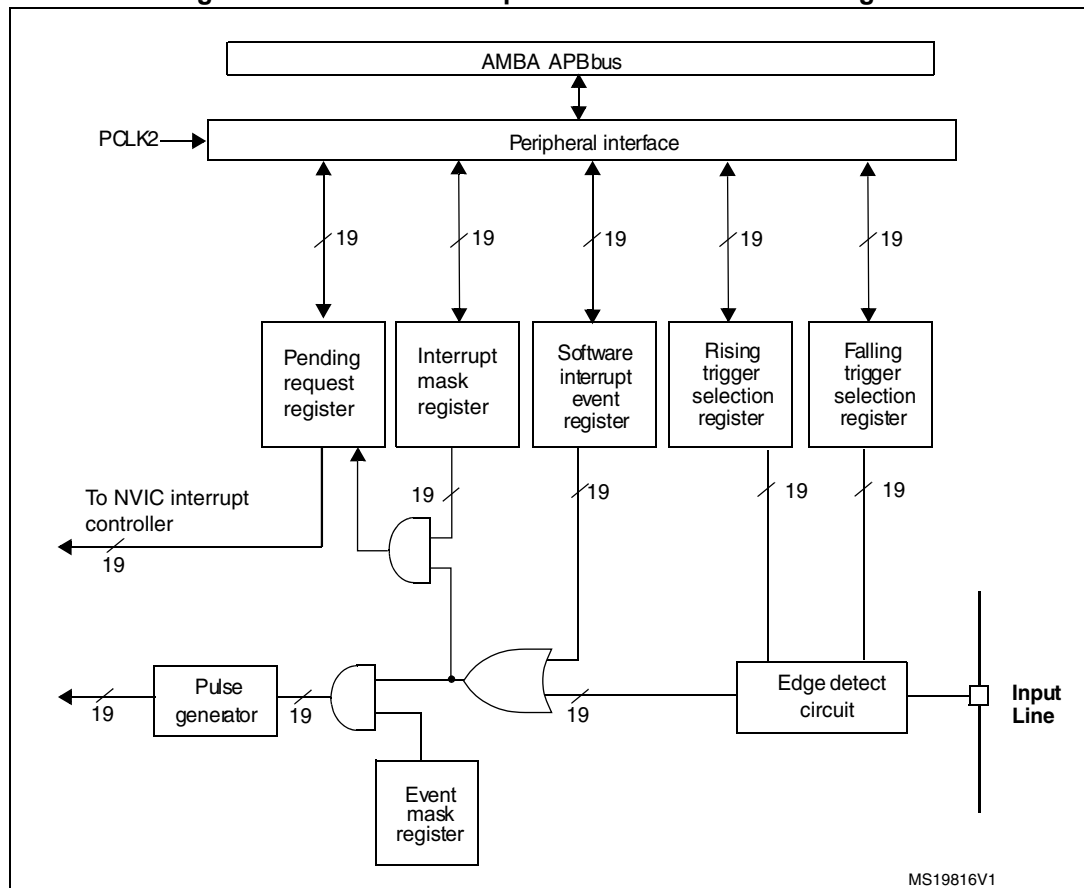 AMBA APB bus
PCLK2
Peripheral interface
19
19
19
19
19
Pending
request
register
Interrupt
mask
register
Software
interrupt
event
register
Rising
trigger
selection
register
Falling
trigger
selection
register
To NVIC interrupt
controller
19
19
19
19
19
Pulse
generator
19
19
19
Edge detect
circuit
Input
Line
Event
mask
register
MS19816V1